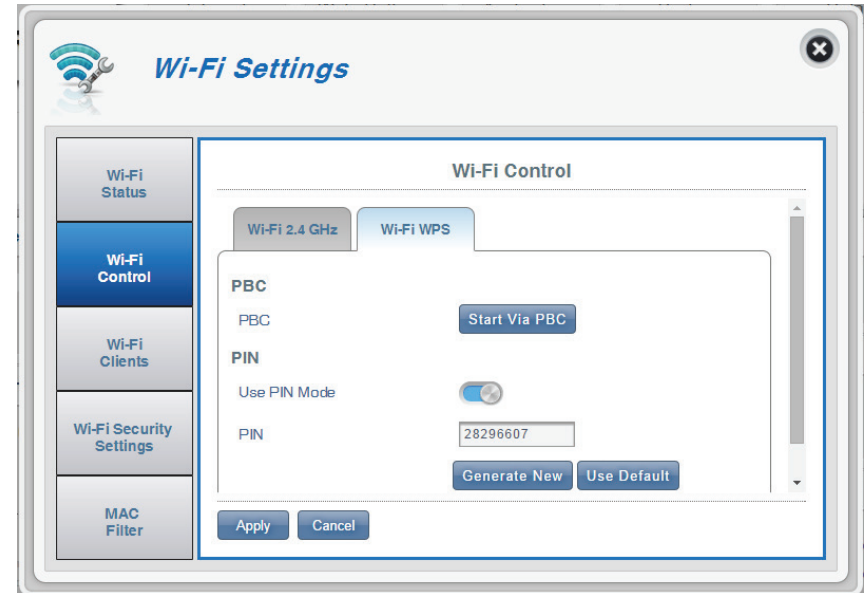 Wi-Fi Settings
Wi-Fi
Status
Wi-Fi
Control
Wi-Fi
Clients
Wi-Fi Security
Settings
MAC
Filter
Wi-Fi Control
Wi-Fi 2.4 GHz
Wi-Fi WPS
PBC
PBC
Start Via PBC
PIN
Use PIN Mode
PIN
28296607
Generate New
Use Default
Apply
Cancel